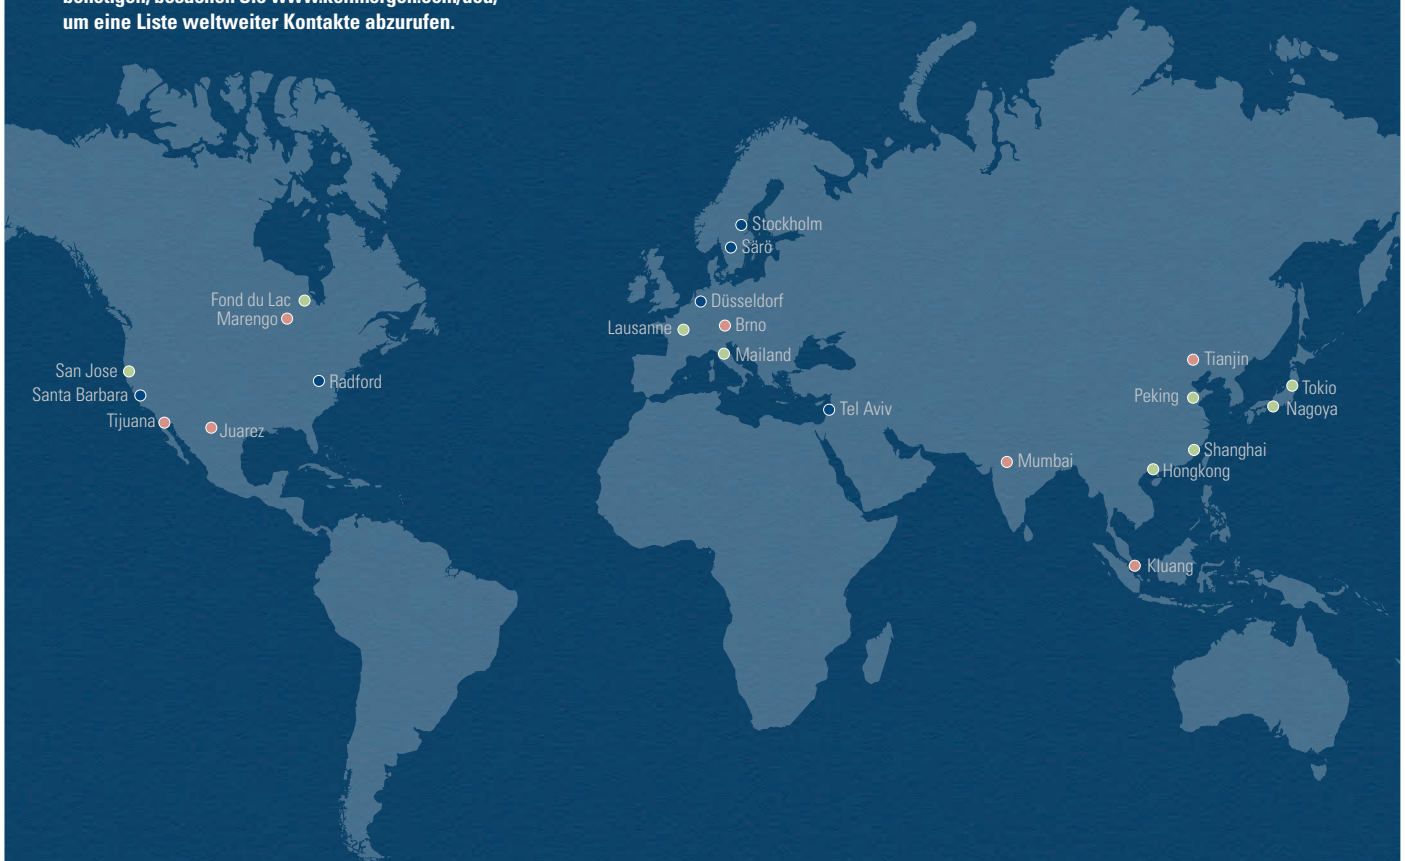 um eine Liste weltweiter Kontakte abzurufen.
Stockholm
Särö
Fond du Lac
Marengo
Düsseldorf
Lausanne
Brno
Mailand
San Jose
Santa Barbara
Radford
Tijuana
Juarez
Tel Aviv
Tianjin
Peking
Tokio
Nagoya
Mumbai
Shanghai
Hongkong
Kluang